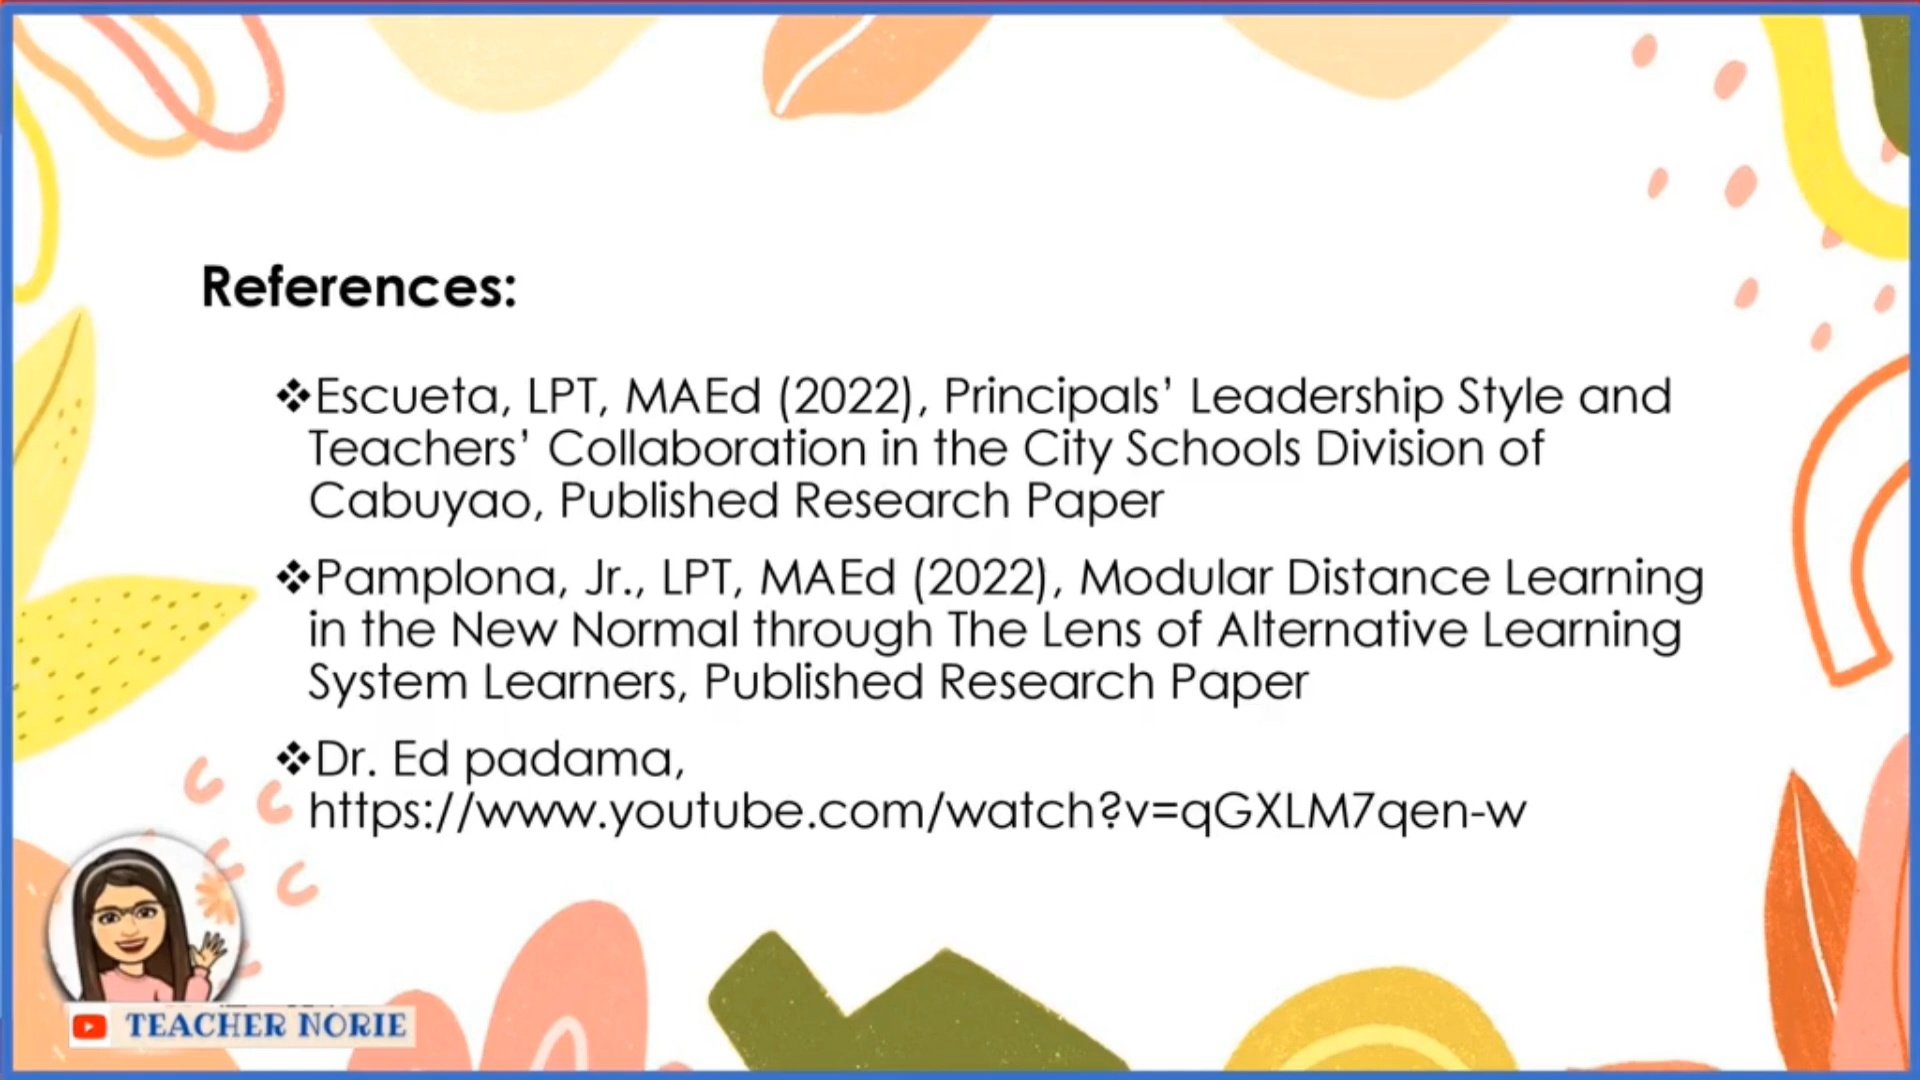 References:
❖Escueta, LPT, MAEd (2022), Principals’ Leadership Style and
Teachers’ Collaboration in the City Schools Division of
Cabuyao, Published Research Paper
❖Pamplona, Jr., LPT, MAEd (2022), Modular Distance Learning
in the New Normal through The Lens of Alternative Learning
System Learners, Published Research Paper
❖Dr. Ed padama,
https://www.youtube.com/watch?v=qGXLM7qen-w
TEACHER NORIE